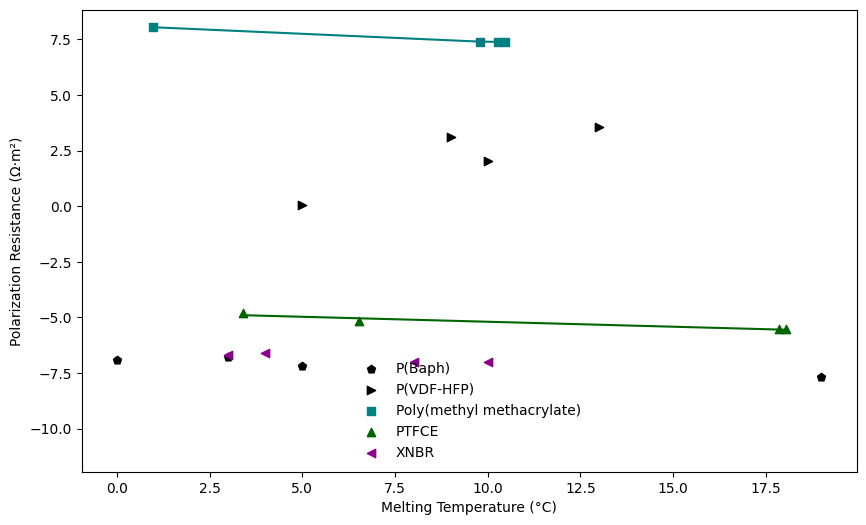 7.5
5.0
2.5
0.0
−2.5
−5.0
−7.5
−10.0
Polarization Resistance (Ω·m²)
P(Baph)
P(VDF-HFP)
Poly(methyl methacrylate)
PTFCE
XNBR
0.0 2.5 5.0 7.5 10.0 12.5 15.0 17.5
Melting Temperature (°C)